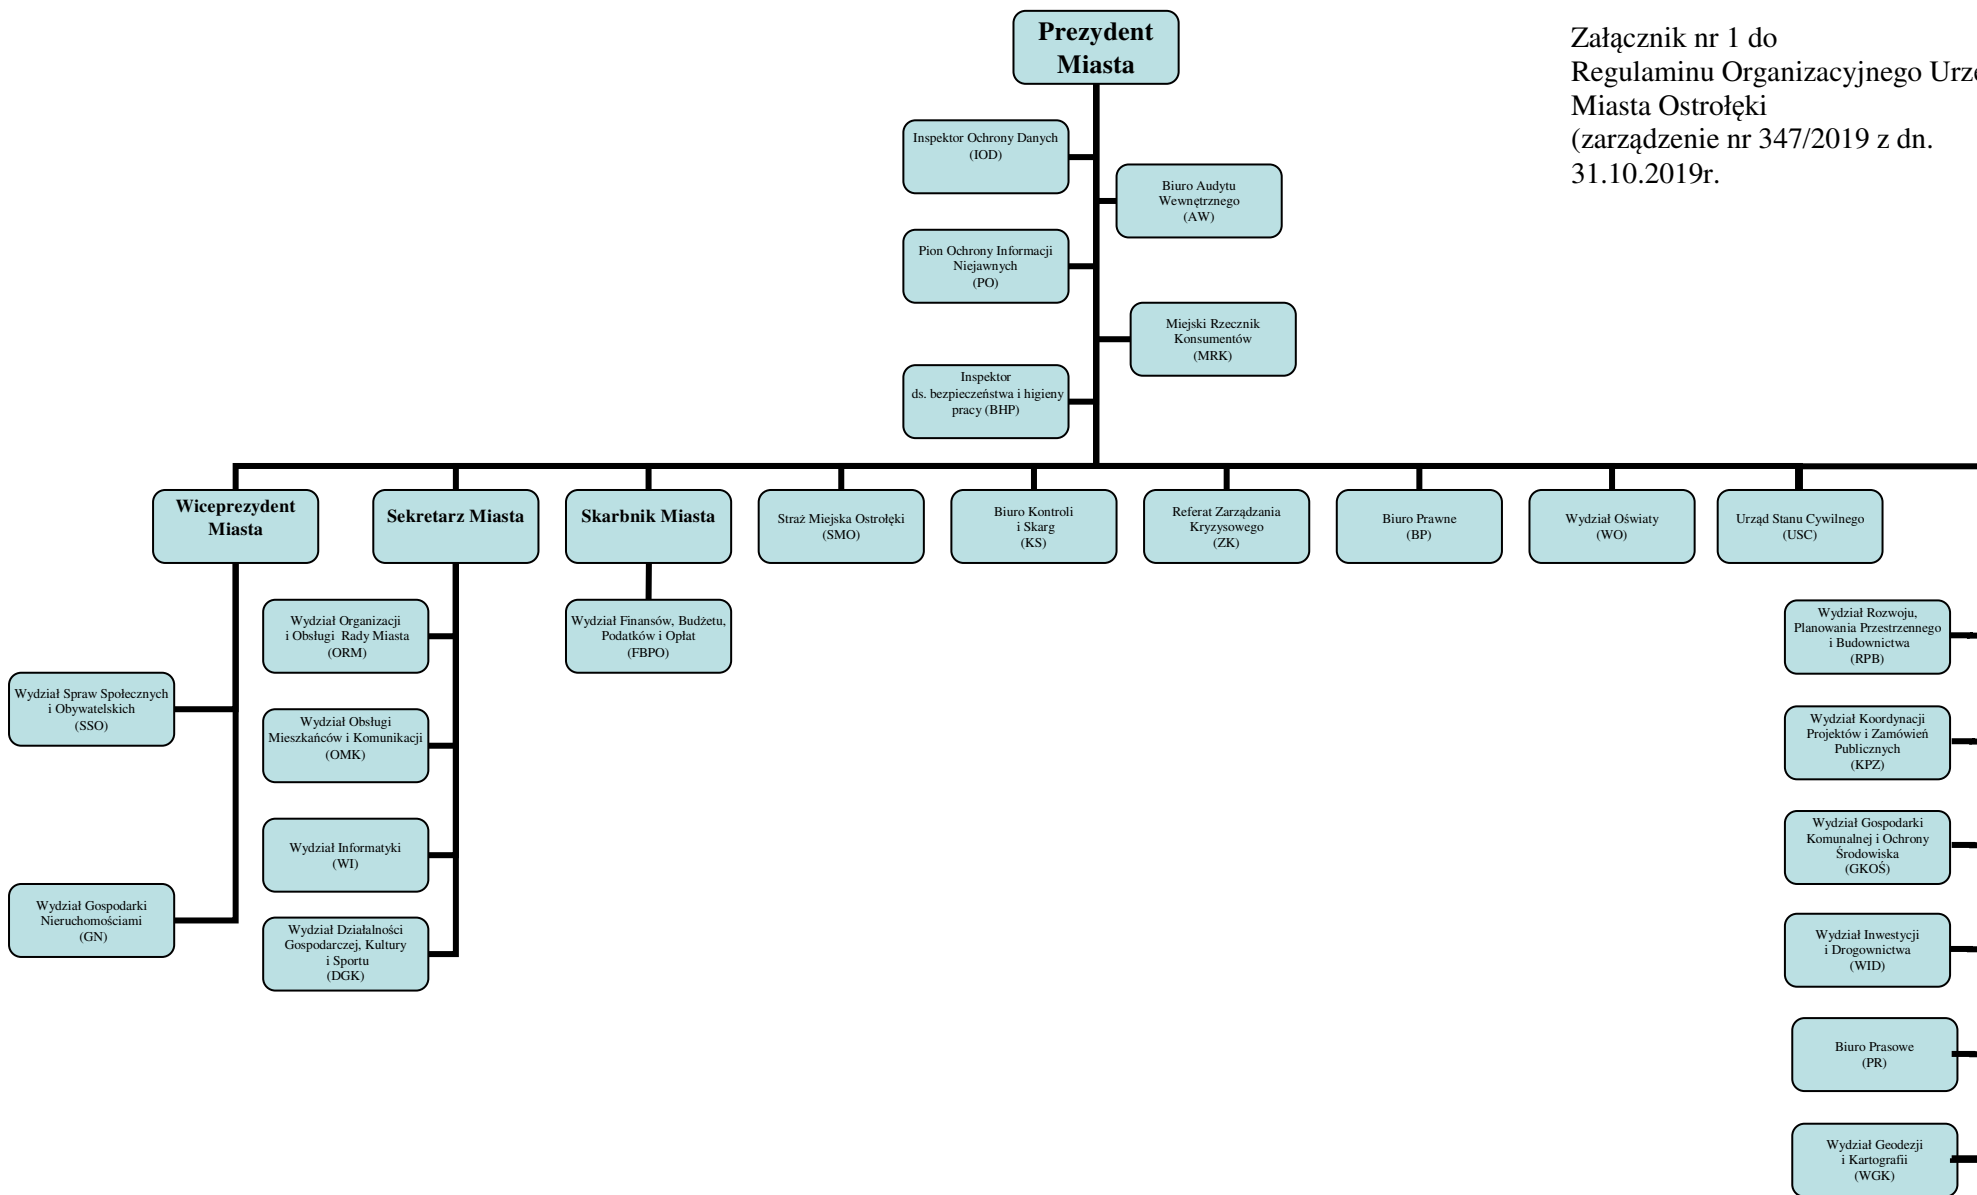 Prezydent
Miasta
Załącznik nr 1 do
Regulaminu Organizacyjnego
Miasta Ostrołęki
(zarządzenie nr 347/2019 z dn.
31.10.2019r.
Inspektor Ochrony Danych
(IOD)
Biuro Audytu
Wewnętrznego
(AW)
Pion Ochrony Informacji
Niejawnych
(PO)
Miejski Rzecznik
Konsumentów
(MRK)
Inspektor
ds. bezpieczeństwa i higieny
pracy (BHP)
Wiceprezydent
Miasta
Sekretarz Miasta
Skarbnik Miasta
Straż Miejska Ostrołęki
(SMO)
Biuro Kontroli
i Skarg
(KS)
Referat Zarządzania
Kryzysowego
(ZK)
Biuro Prawne
(BP)
Wydział Oświaty
(WO)
Urząd Stanu Cywilnego
(USC)
Wydział Spraw Społecznych
i Obywatelskich
(SSO)
Wydział Gospodarki
Nieruchomościami
(GN)
Wydział Organizacji
i Obsługi Rady Miasta
(ORM)
Wydział Obsługi
Mieszkańców i Komunikacji
(OMK)
Wydział Informatyki
(WI)
Wydział Działalności
Gospodarczej, Kultury
i Sportu
(DGK)
Wydział Finansów, Budżetu,
Podatków i Opłat
(FBPO)
Wydział Rozwoju,
Planowania Przestrzennego
i Budownictwa
(RPB)
Wydział Koordynacji
Projektów i Zamówień
Publicznych
(KPZ)
Wydział Gospodarki
Komunalnej i Ochrony
Środowiska
(GKOŚ)
Wydział Inwestycji
i Drogownictwa
(WID)
Biuro Prasowe
(PR)
Wydział Geodezji
i Kartografii
(WGK)